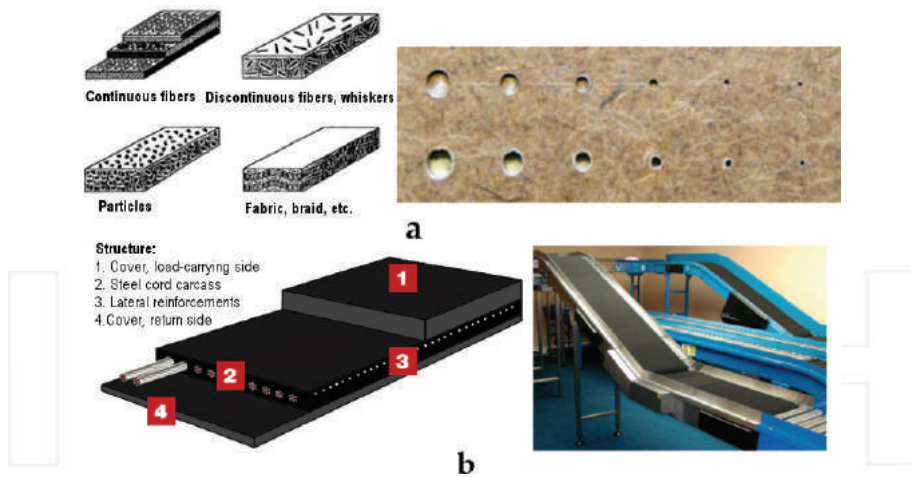 Continuous fibers
Discontinuous fibers, whiskers
Particles
Fabric, braid, etc.
a
Structure:
1. Cover, load-carrying side
2. Steel cord carcass
3. Lateral reinforcements
4.Cover, return side
1
2
3
4
b